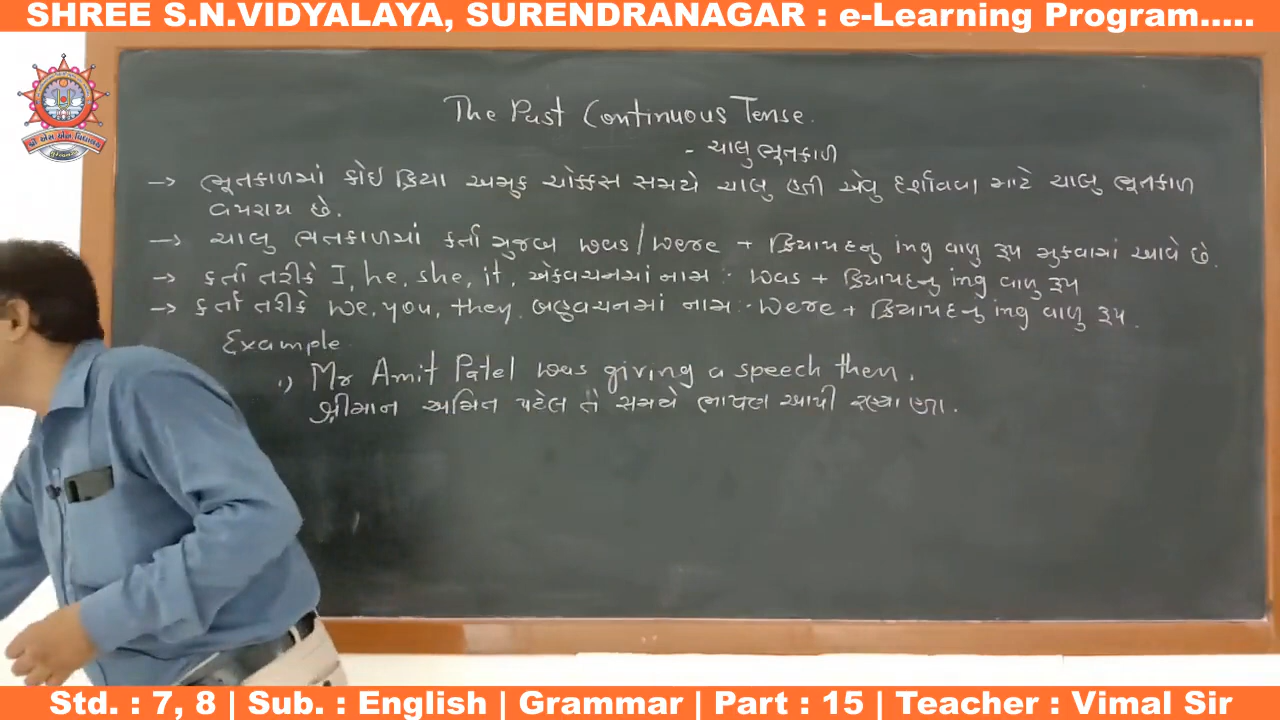 SHREE S.N.VIDYALAYA, SURENDRANAGAR : e-Learning Program.....
The Past Continuous Tense.
- ચાલુ ભૂતકાળ
→ ભૂતકાળમાં કોઇ ક્રિયા અમુક ચોક્કસ સમયે ચાલુ હતી એવુ દર્શાવવા માટે ચાલુ ભૂતકાળ
વપરાય છે.
→ ચાલુ ભૂતકાળમાં કર્તા મુજબ was/were + ક્રિયાપદનુ ing વાળુ રૂપ મુકવામાં આવે છે.
→ કર્તા તરીકે I, he, she, it, એકવચનમાં નામ : was + ક્રિયાપદનુ ing વાળુ રૂપ
→ કર્તા તરીકે we, you, they, બહુવચનમાં નામ :- were + ક્રિયાપદનુ ing વાળુ રૂપ.
Example
1) Mr Amit Patel was giving a speech then.
શ્રીમાન અમિત પટેલ તે સમયે ભાષણ આપી રહ્યા હતા.
શ્રી એસ એન વિદ્યાલય
Std. : 7, 8 | Sub. : English | Grammar | Part : 15 | Teacher : Vimal Sir